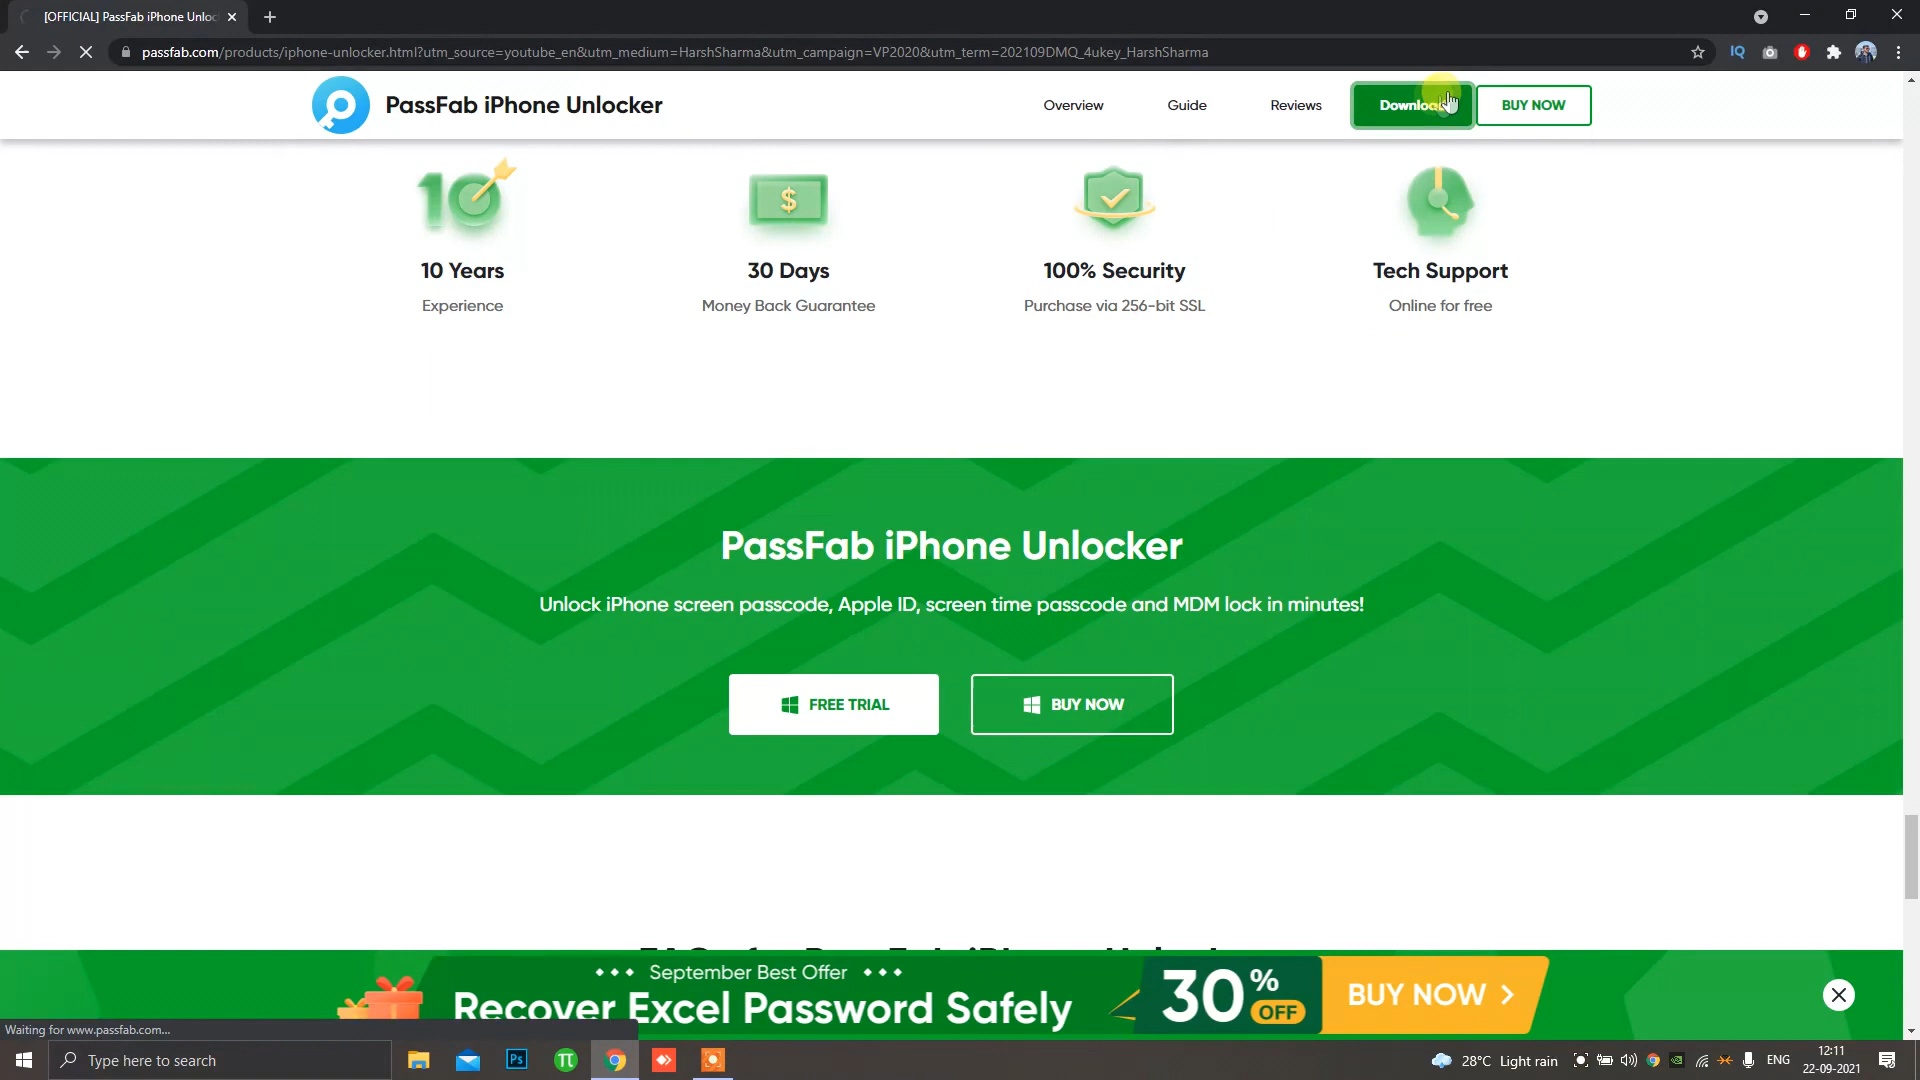 [OFFICIAL] PassFab iPhone Unloc
passfab.com/products/iphone-unlocker.html?utm_source=youtube_en&utm_medium=HarshSharma&utm_campaign=VP2020&utm_term=202109DMQ_4ukey_HarshSharma
IQ
PassFab iPhone Unlocker
Overview
Guide
Reviews
Download
BUY NOW
10
$
10 Years
30 Days
100% Security
Tech Support
Experience
Money Back Guarantee
Purchase via 256-bit SSL
Online for free
PassFab iPhone Unlocker
Unlock iPhone screen passcode, Apple ID, screen time passcode and MDM lock in minutes!
FREE TRIAL
BUY NOW
September Best Offer
Recover Excel Password Safely
30% OFF
BUY NOW
Waiting for www.passfab.com...
Type here to search
Ps
28°C Light rain
ENG
12:11
22-09-2021